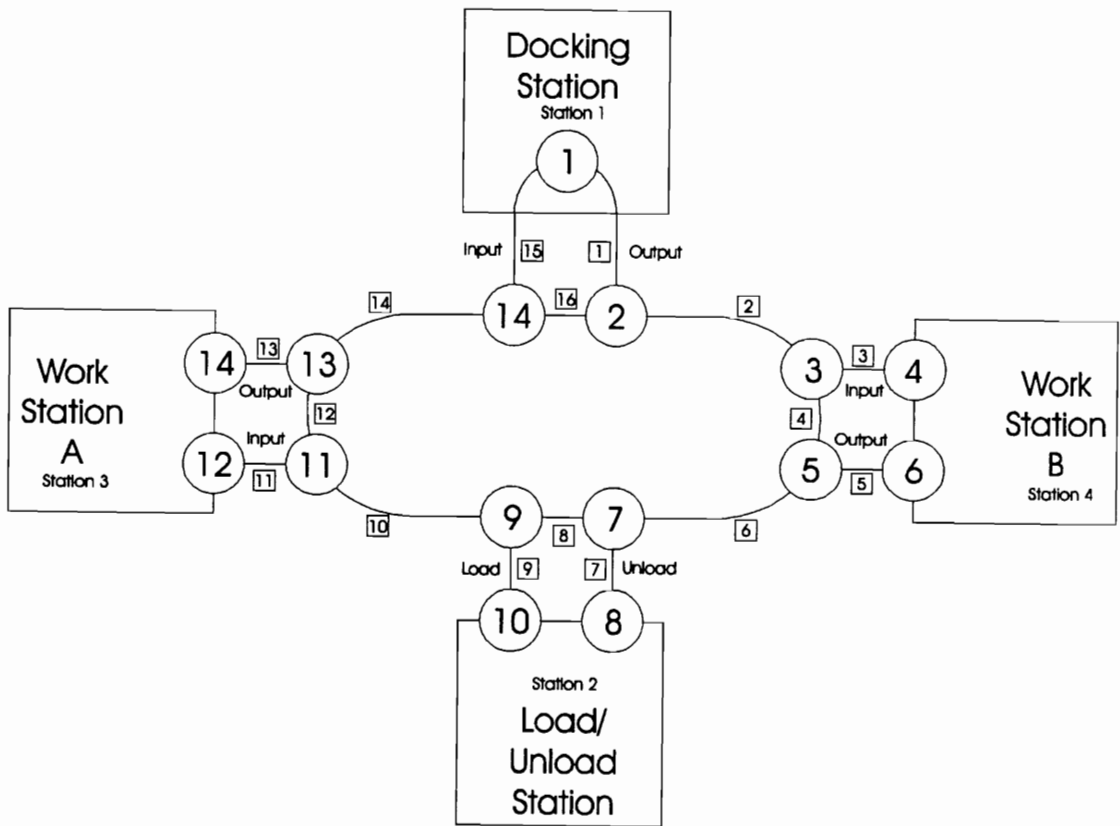 Docking
Station
Station 1
1
Input
15
1
Output
14
14
16
2
2
14
13
13
3
3
4
Work
Station
A
Station 3
Output
12
Input
12
11
11
Input
4
Output
5
5
6
Work
Station
B
Station 4
10
9
8
7
6
Load
9
7
Unload
10
8
Station 2
Load/
Unload
Station